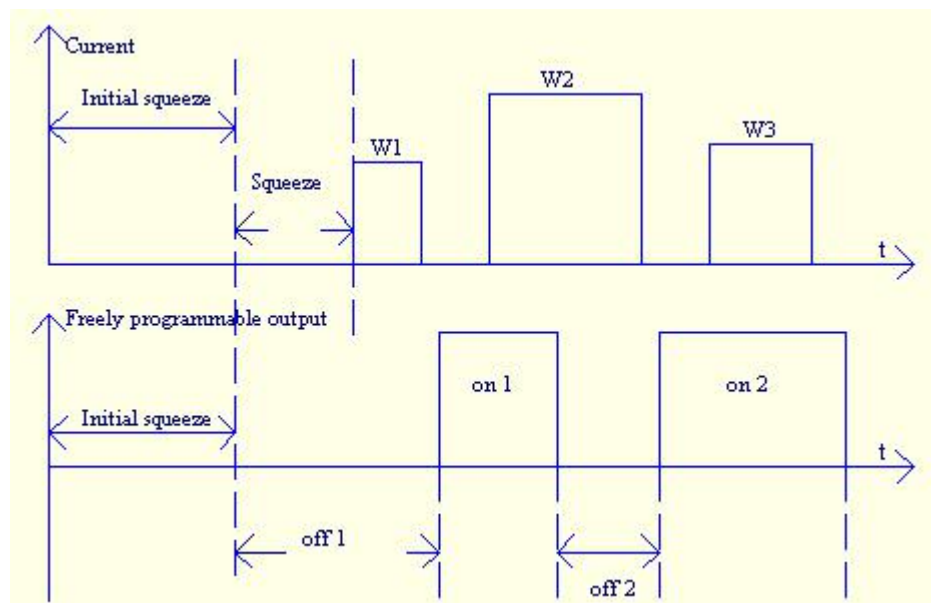 Current
Initial squeeze
W2
W3
W1
Squeeze
t
Freely programmable output
on 1
on 2
Initial squeeze
t
off 1
off 2